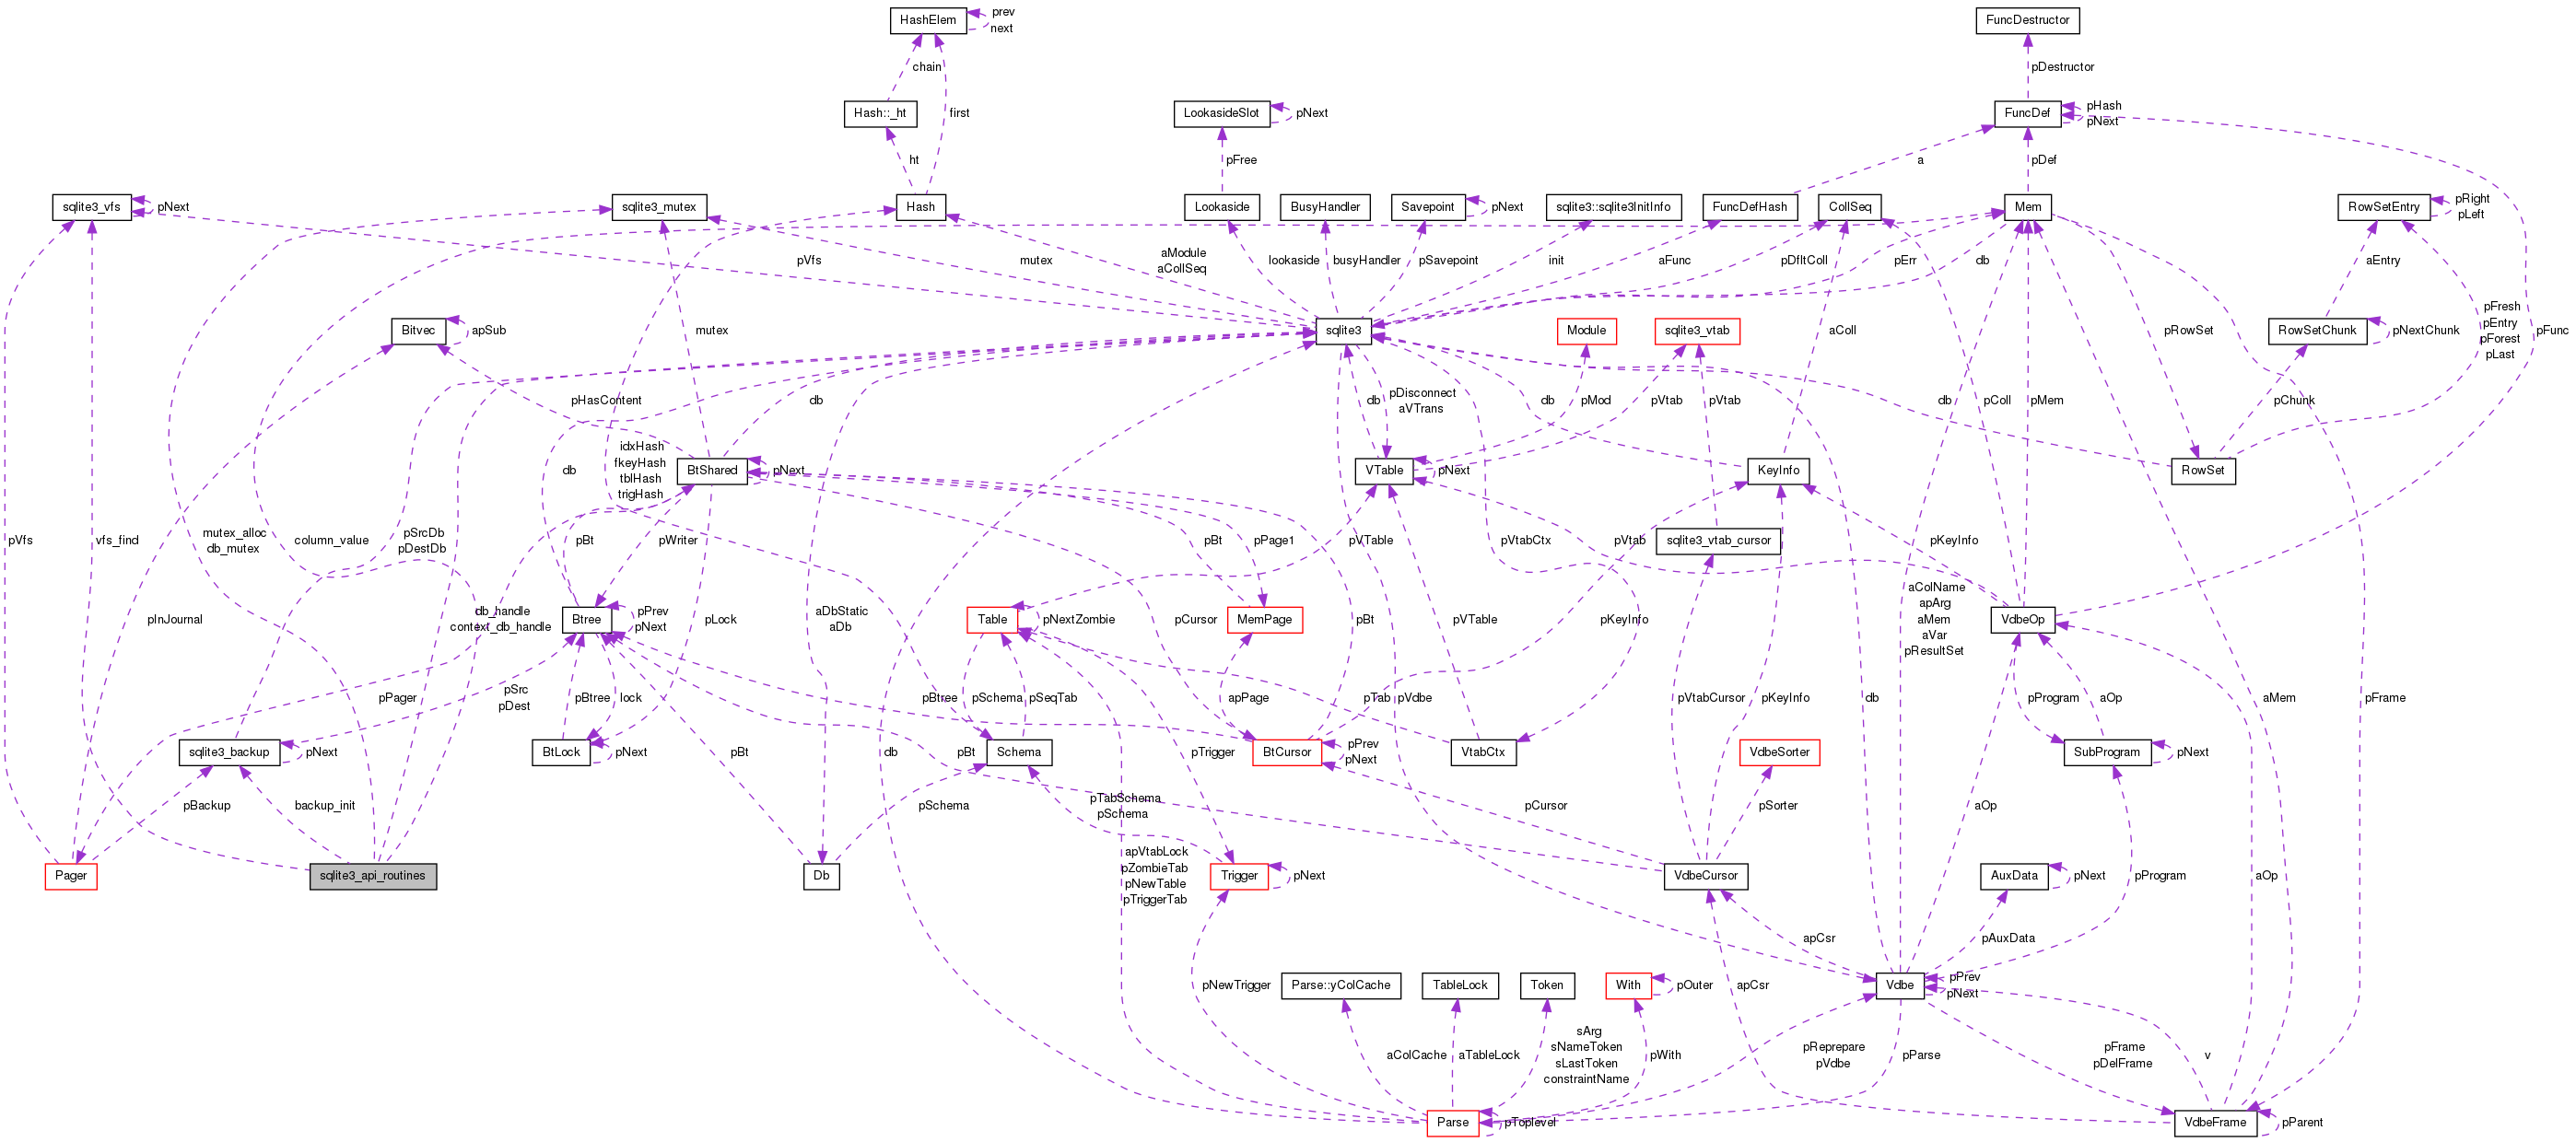 HashElem
prev
next
FuncDestructor
chain
pDestructor
Hash::_ht
first
LookasideSlot
pNext
FuncDef
pHash
pNext
ht
pFree
a
pDef
sqlite3_vfs
pNext
sqlite3_mutex
Hash
Lookaside
BusyHandler
Savepoint
pNext
sqlite3::sqlite3InitInfo
FuncDefHash
CollSeq
Mem
RowSetEntry
pRight
pLeft
pVfs
mutex
aModule
aCollSeq
lookaside
busyHandler
pSavepoint
init
aFunc
pDfltColl
pErr
db
aEntry
Bitvec
apSub
mutex
sqlite3
Module
sqlite3_vtab
aColl
pRowSet
RowSetChunk
pNextChunk
pFresh
pEntry
pForest
pLast
pFunc
pHasContent
db
db
pDisconnect
aVTrans
pMod
pVtab
pVtab
db
pColl
pMem
db
pChunk
idxHash
fkeyHash
tblHash
trigHash
db
BtShared
pNext
VTable
pNext
KeyInfo
RowSet
mutex_alloc
db_mutex
column_value
pSrcDb
pDestDb
vfs_find
pVfs
pBt
pWriter
pBt
pPage1
pVTable
pVtabCtx
pVtab
sqlite3_vtab_cursor
pKeyInfo
pInJournal
db_handle
context_db_handle
Btree
pPrev
pNext
pLock
aDbStatic
aDb
Table
pNextZombie
pCursor
MemPage
pBt
pKeyInfo
pVTable
aColName
apArg
aMem
aVar
pResultSet
VdbeOp
pPager
pSrc
pDest
pBtree
lock
pBtree
pSchema
pSeqTab
apPage
pTab
pVdbe
pVtabCursor
pKeyInfo
db
pProgram
aOp
aMem
pFrame
sqlite3_backup
pNext
BtLock
pNext
pBt
pBt
Schema
pTrigger
BtCursor
pPrev
pNext
VtabCtx
VdbeSorter
SubProgram
pNext
db
pBackup
backup_init
pSchema
pTabSchema
pSchema
pCursor
pSorter
aOp
Pager
sqlite3_api_routines
Db
apVtabLock
pZombieTab
pNewTable
pTriggerTab
Trigger
pNext
VdbeCursor
AuxData
pNext
pProgram
aOp
apCsr
pAuxData
pNewTrigger
Parse::yColCache
TableLock
Token
With
pOuter
apCsr
Vdbe
pPrev
pNext
aColCache
aTableLock
sArg
sNameToken
sLastToken
constraintName
pWith
pReprepare
pVdbe
pParse
pFrame
pDelFrame
v
Parse
pToplevel
VdbeFrame
pParent